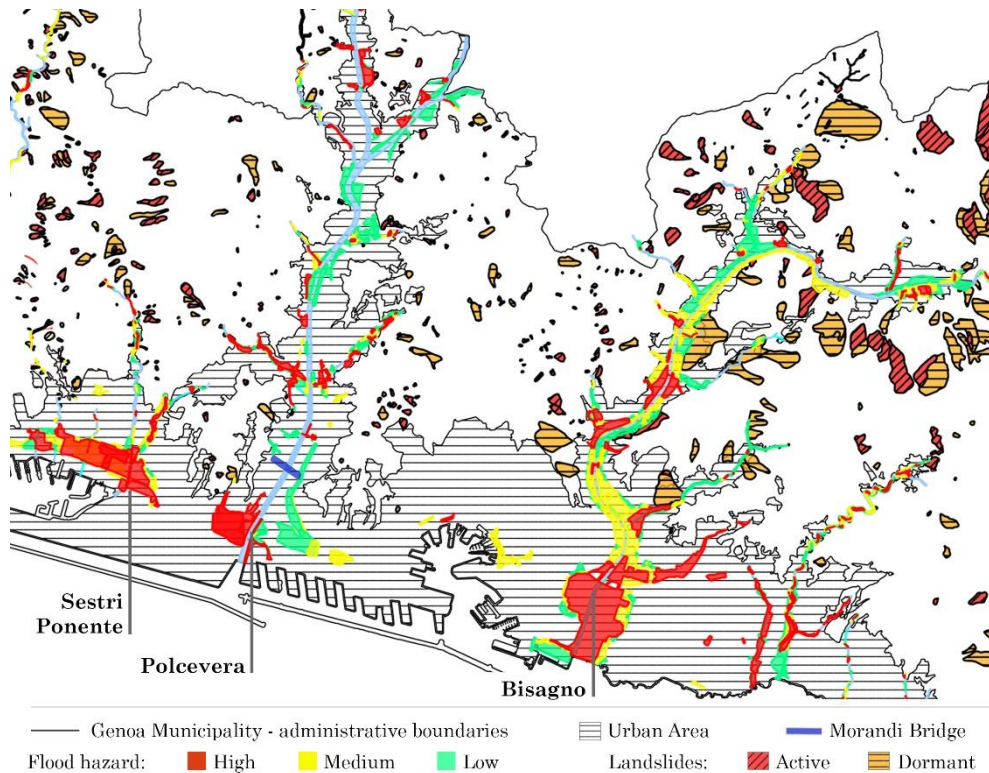 Sestri
Ponente
Polcevera
Bisagno
Genoa Municipality - administrative boundaries
Urban Area
Morandi Bridge
Flood hazard:
High
Medium
Low
Landslides:
Active
Dormant